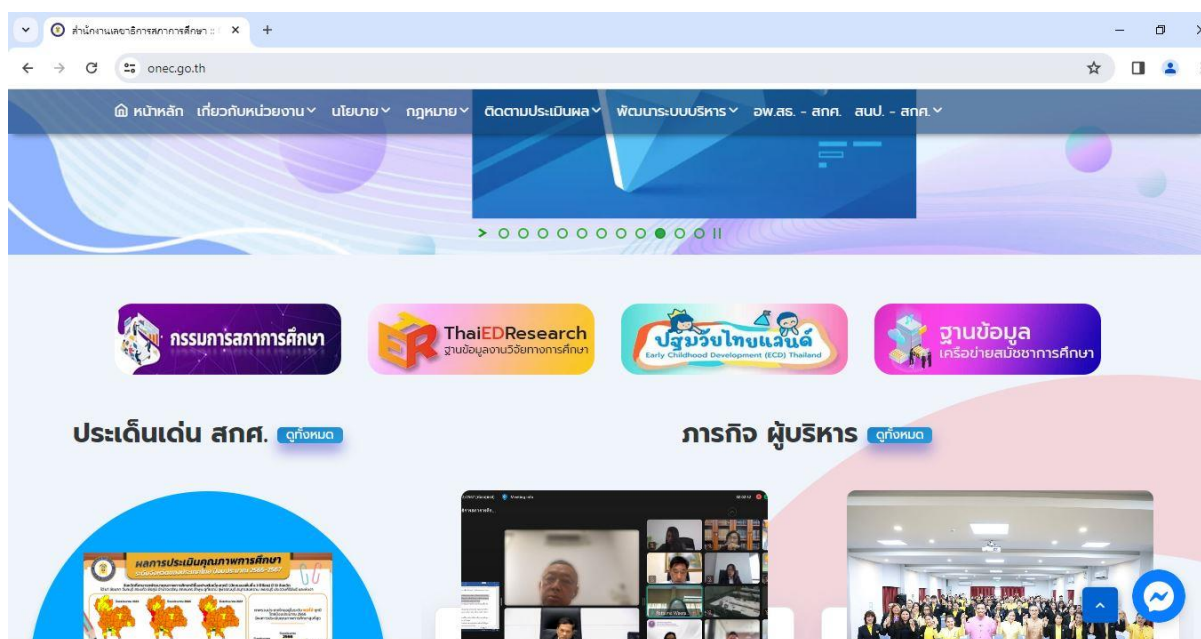 สำนักงานเลขาธิการสภาการศึกษา ::
onec.go.th
หน้าหลัก เกี่ยวกับหน่วยงาน นโยบาย กฎหมาย ติดตามประเมินผล พัฒนาระบบบริหาร อพ.สธ. - สกศ. สนป. - สกศ.
กรรมการสภาการศึกษา
ThaiEDResearch
ฐานข้อมูลงานวิจัยทางการศึกษา
ปฐมวัยไทยแลนด์
Early Childhood Development (ECD) Thailand
ฐานข้อมูล
เครือข่ายสมัชชาการศึกษา
ประเด็นเด่น สกศ. ดูทั้งหมด
ภารกิจ ผู้บริหาร ดูทั้งหมด
ผลการประเมินคุณภาพการศึกษา